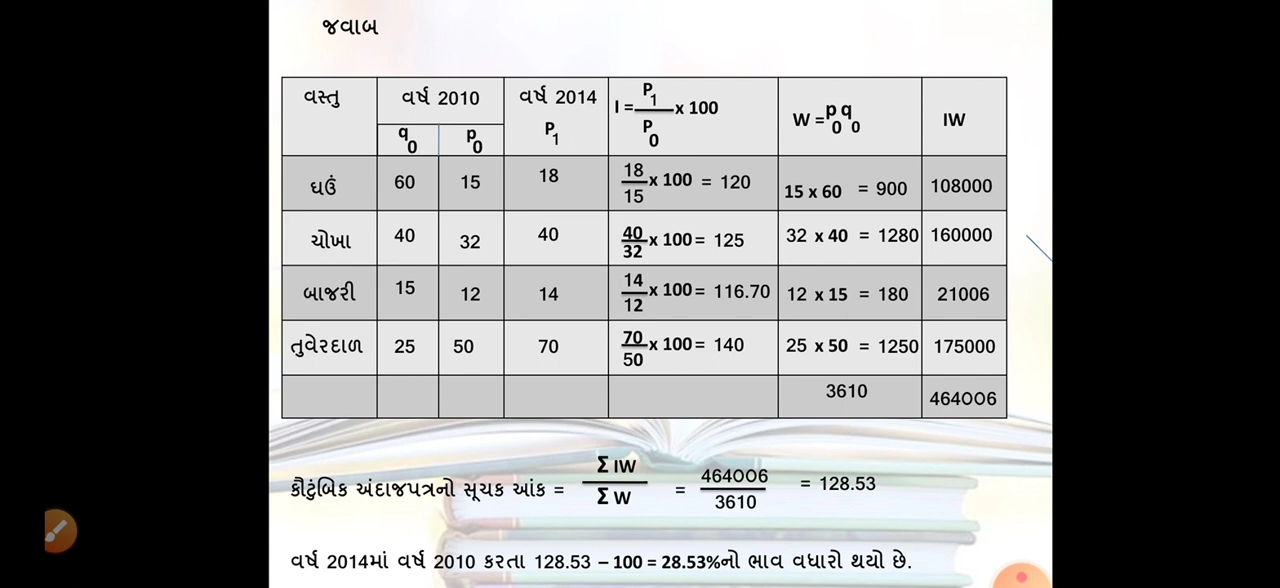 જવાબ
વસ્તુ વર્ષ 2010 વર્ષ 2014 I = P1/P0 x 100 W = p0q0 IW
q0 p0 P1
ઘઉં 60 15 18 18/15 x 100 = 120 15 x 60 = 900 108000
ચોખા 40 32 40 40/32 x 100 = 125 32 x 40 = 1280 160000
બાજરી 15 12 14 14/12 x 100 = 116.70 12 x 15 = 180 21006
તુવેરદાળ 25 50 70 70/50 x 100 = 140 25 x 50 = 1250 175000
3610 464006
કૌટુંબિક અંદાજપત્રનો સૂચક આંક = Σ IW / Σ W = 464006 / 3610 = 128.53
વર્ષ 2014માં વર્ષ 2010 કરતા 128.53 – 100 = 28.53%નો ભાવ વધારો થયો છે.